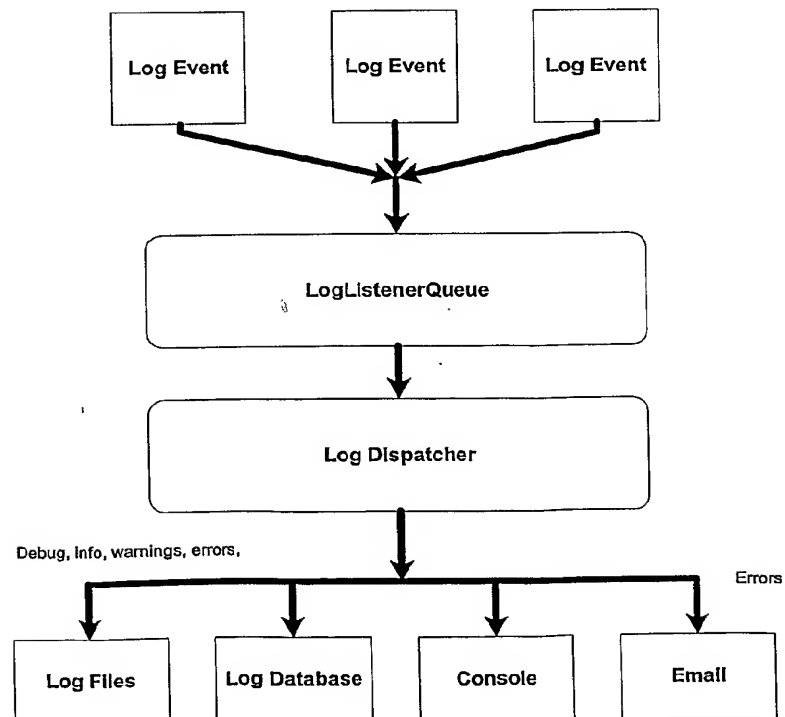 Log Event
Log Event
Log Event
LogListenerQueue
Log Dispatcher
Debug, Info, warnings, errors,
Errors
Log Files
Log Database
Console
Email